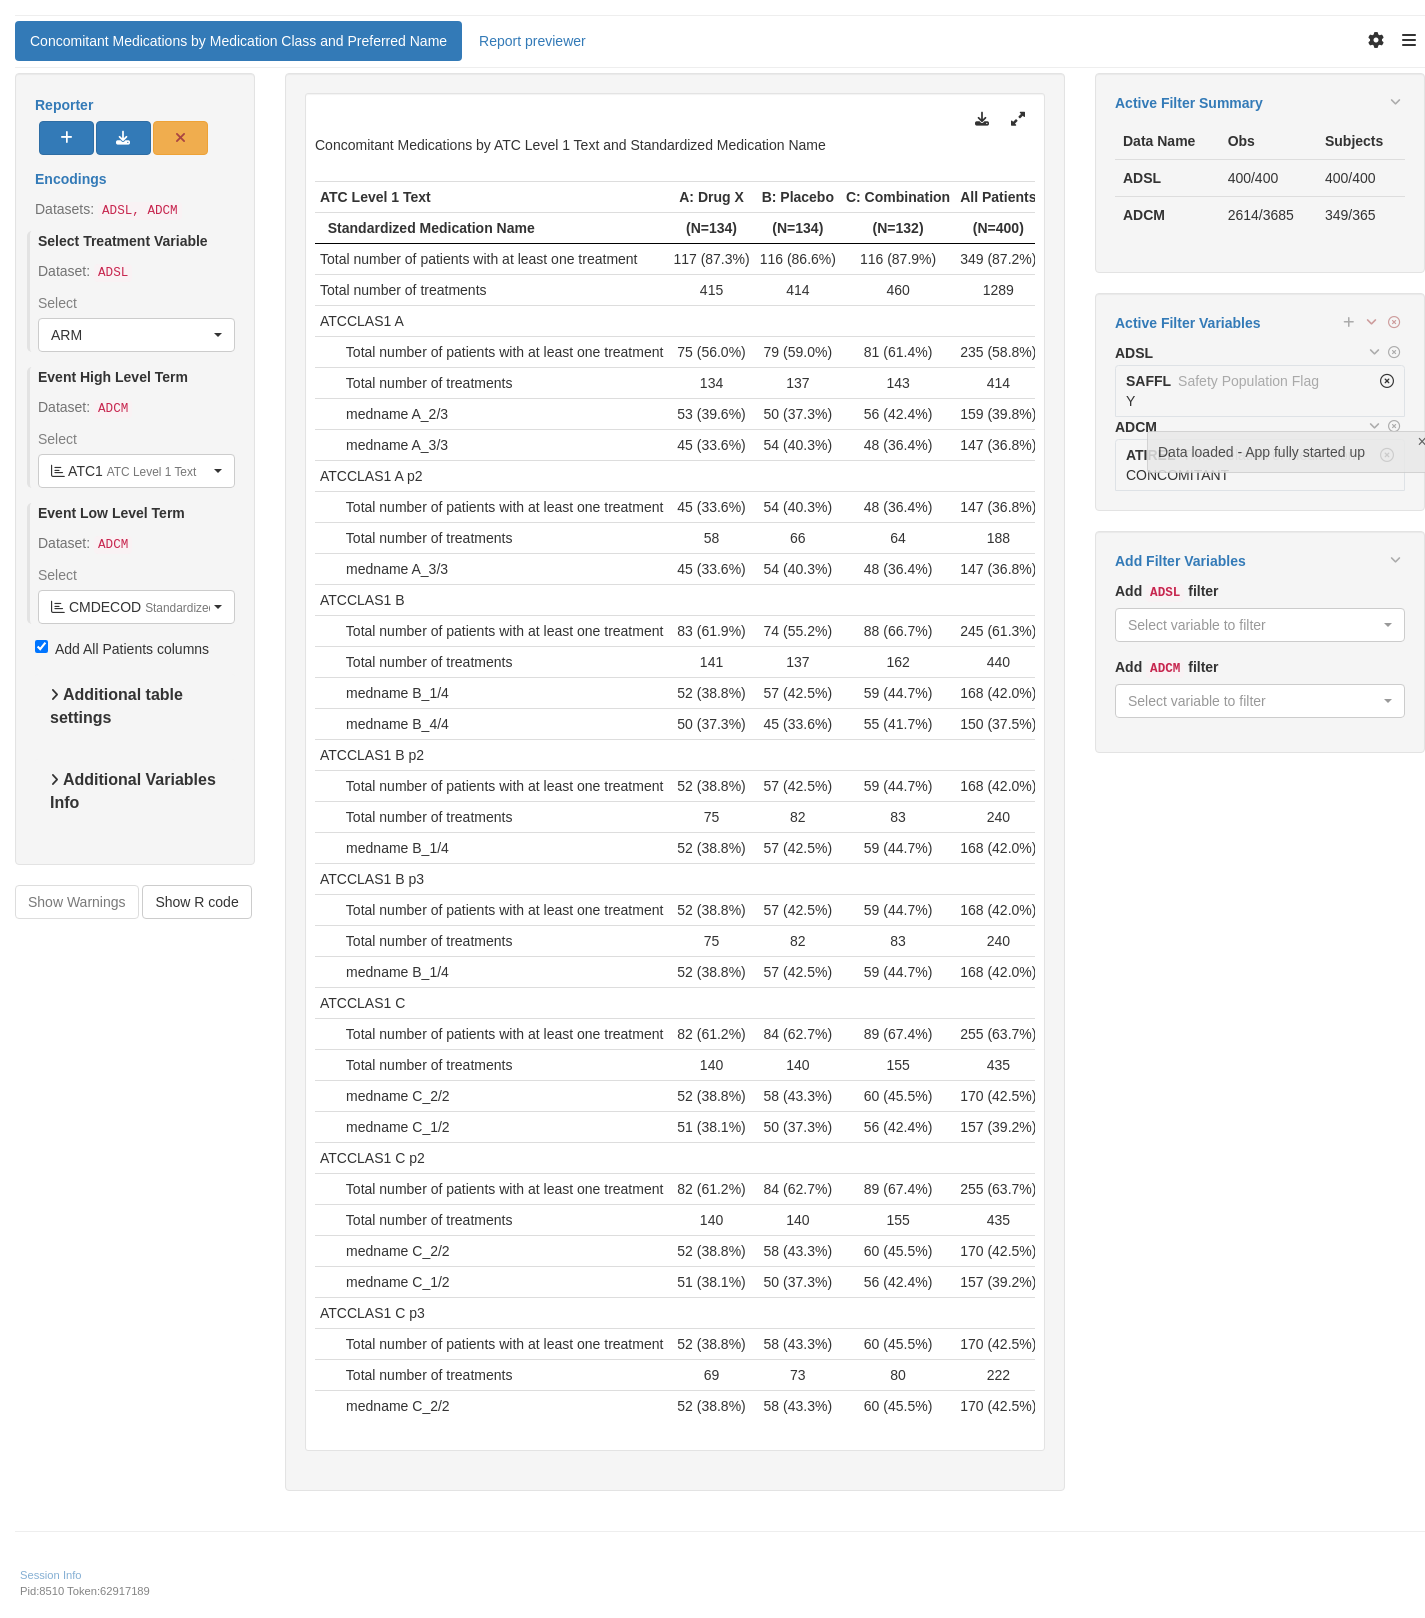 Concomitant Medications by Medication Class and Preferred Name Report previewer
Reporter
Encodings
Datasets: ADSL, ADCM
Select Treatment Variable
Dataset: ADSL
Select
ARM
Event High Level Term
Dataset: ADCM
Select
ATC1 ATC Level 1 Text
Event Low Level Term
Dataset: ADCM
Select
CMDECOD Standardized
Add All Patients columns
Additional table
settings
Additional Variables
Info
Show Warnings Show R code
Concomitant Medications by ATC Level 1 Text and Standardized Medication Name
ATC Level 1 Text A: Drug X B: Placebo C: Combination All Patients
Standardized Medication Name (N=134) (N=134) (N=132) (N=400)
Total number of patients with at least one treatment 117 (87.3%) 116 (86.6%) 116 (87.9%) 349 (87.2%)
Total number of treatments 415 414 460 1289
ATCCLAS1 A
Total number of patients with at least one treatment 75 (56.0%) 79 (59.0%) 81 (61.4%) 235 (58.8%)
Total number of treatments 134 137 143 414
medname A_2/3 53 (39.6%) 50 (37.3%) 56 (42.4%) 159 (39.8%)
medname A_3/3 45 (33.6%) 54 (40.3%) 48 (36.4%) 147 (36.8%)
ATCCLAS1 A p2
Total number of patients with at least one treatment 45 (33.6%) 54 (40.3%) 48 (36.4%) 147 (36.8%)
Total number of treatments 58 66 64 188
medname A_3/3 45 (33.6%) 54 (40.3%) 48 (36.4%) 147 (36.8%)
ATCCLAS1 B
Total number of patients with at least one treatment 83 (61.9%) 74 (55.2%) 88 (66.7%) 245 (61.3%)
Total number of treatments 141 137 162 440
medname B_1/4 52 (38.8%) 57 (42.5%) 59 (44.7%) 168 (42.0%)
medname B_4/4 50 (37.3%) 45 (33.6%) 55 (41.7%) 150 (37.5%)
ATCCLAS1 B p2
Total number of patients with at least one treatment 52 (38.8%) 57 (42.5%) 59 (44.7%) 168 (42.0%)
Total number of treatments 75 82 83 240
medname B_1/4 52 (38.8%) 57 (42.5%) 59 (44.7%) 168 (42.0%)
ATCCLAS1 B p3
Total number of patients with at least one treatment 52 (38.8%) 57 (42.5%) 59 (44.7%) 168 (42.0%)
Total number of treatments 75 82 83 240
medname B_1/4 52 (38.8%) 57 (42.5%) 59 (44.7%) 168 (42.0%)
ATCCLAS1 C
Total number of patients with at least one treatment 82 (61.2%) 84 (62.7%) 89 (67.4%) 255 (63.7%)
Total number of treatments 140 140 155 435
medname C_2/2 52 (38.8%) 58 (43.3%) 60 (45.5%) 170 (42.5%)
medname C_1/2 51 (38.1%) 50 (37.3%) 56 (42.4%) 157 (39.2%)
ATCCLAS1 C p2
Total number of patients with at least one treatment 82 (61.2%) 84 (62.7%) 89 (67.4%) 255 (63.7%)
Total number of treatments 140 140 155 435
medname C_2/2 52 (38.8%) 58 (43.3%) 60 (45.5%) 170 (42.5%)
medname C_1/2 51 (38.1%) 50 (37.3%) 56 (42.4%) 157 (39.2%)
ATCCLAS1 C p3
Total number of patients with at least one treatment 52 (38.8%) 58 (43.3%) 60 (45.5%) 170 (42.5%)
Total number of treatments 69 73 80 222
medname C_2/2 52 (38.8%) 58 (43.3%) 60 (45.5%) 170 (42.5%)
Active Filter Summary
Data Name Obs Subjects
ADSL 400/400 400/400
ADCM 2614/3685 349/365
Active Filter Variables
ADSL
SAFFL Safety Population Flag
Y
ADCM
Data loaded - App fully started up
CONCOMITANT
Add Filter Variables
Add ADSL filter
Select variable to filter
Add ADCM filter
Select variable to filter
Session Info
Pid:8510 Token:62917189